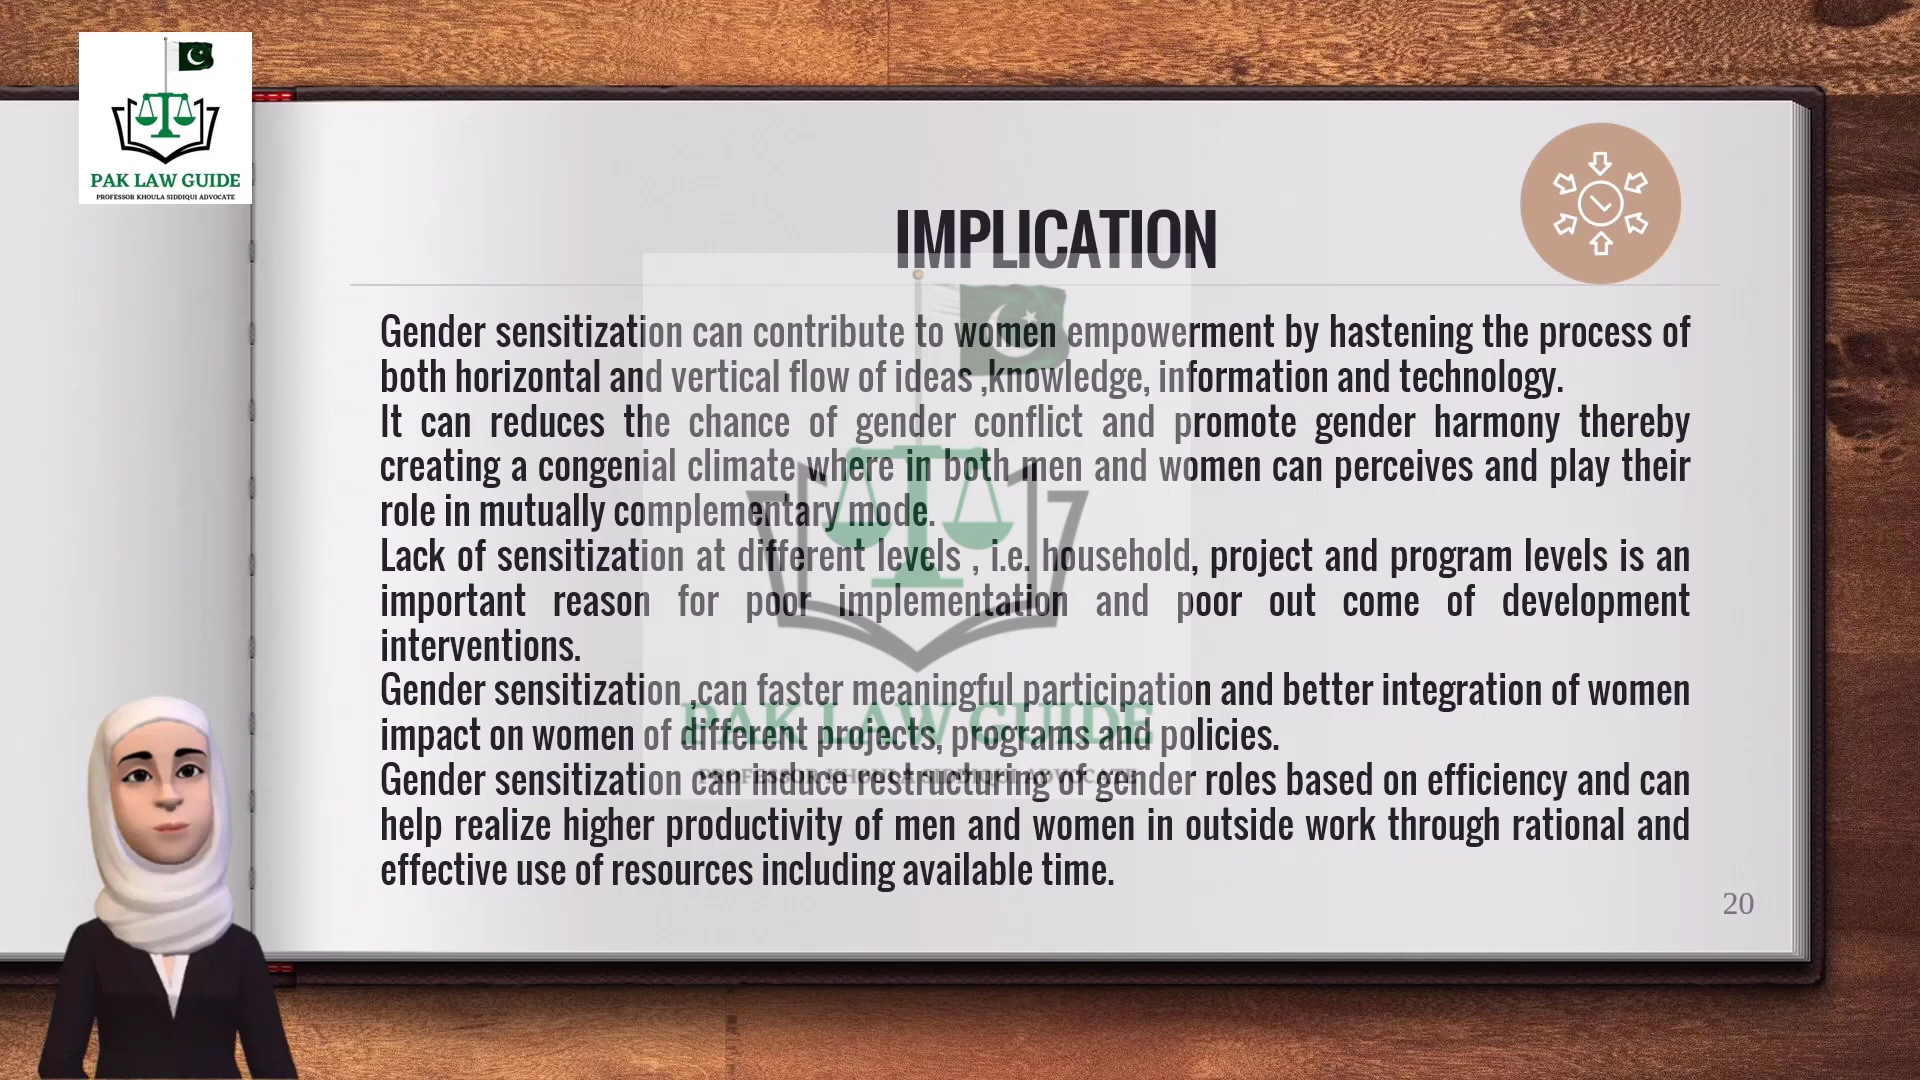 PAK LAW GUIDE
PROFESSOR KHOULA SIDDIQUI ADVOCATE
IMPLICATION
Gender sensitization can contribute to women empowerment by hastening the process of
both horizontal and vertical flow of ideas ,knowledge, information and technology.
It can reduces the chance of gender conflict and promote gender harmony thereby
creating a congenial climate where in both men and women can perceives and play their
role in mutually complementary mode.
Lack of sensitization at different levels , i.e. household, project and program levels is an
important reason for poor implementation and poor out come of development
interventions.
Gender sensitization ,can faster meaningful participation and better integration of women
impact on women of different projects, programs and policies.
Gender sensitization can induce restructuring of gender roles based on efficiency and can
help realize higher productivity of men and women in outside work through rational and
effective use of resources including available time.
PAK LAW GUIDE
PROFESSOR KHOULA SIDDIQUI ADVOCATE
20